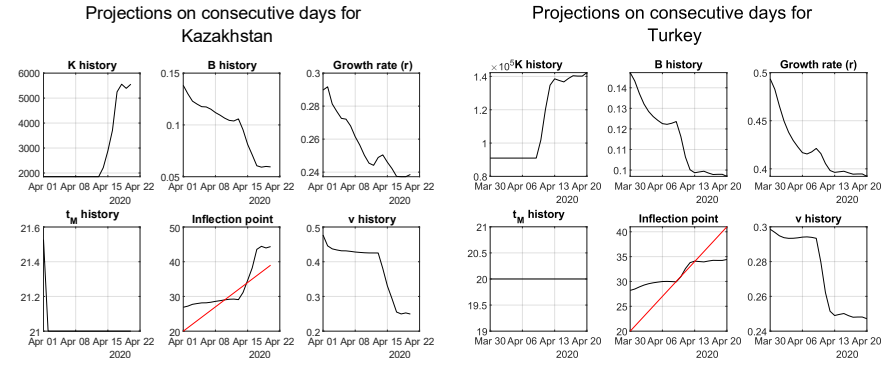 Projections on consecutive days for
Kazakhstan
K history
6000
5000
4000
3000
2000
Apr 01 Apr 08 Apr 15 Apr 22
2020
B history
0.15
0.1
0.05
Apr 01 Apr 08 Apr 15 Apr 22
2020
Growth rate (r)
0.3
0.28
0.26
0.24
Apr 01 Apr 08 Apr 15 Apr 22
2020
tM history
21.6
21.4
21.2
21
Apr 01 Apr 08 Apr 15 Apr 22
2020
Inflection point
50
40
30
20
Apr 01 Apr 08 Apr 15 Apr 22
2020
v history
0.5
0.4
0.3
0.2
Apr 01 Apr 08 Apr 15 Apr 22
2020
Projections on consecutive days for
Turkey
×10^5 K history
1.4
1.2
1
0.8
Mar 30 Apr 06 Apr 13 Apr 20
2020
B history
0.14
0.13
0.12
0.11
0.1
Mar 30 Apr 06 Apr 13 Apr 20
2020
Growth rate (r)
0.5
0.45
0.4
Mar 30 Apr 06 Apr 13 Apr 20
2020
tM history
21
20.5
20
19.5
19
Mar 30 Apr 06 Apr 13 Apr 20
2020
Inflection point
40
35
30
25
20
Mar 30 Apr 06 Apr 13 Apr 20
2020
v history
0.3
0.28
0.26
0.24
Mar 30 Apr 06 Apr 13 Apr 20
2020